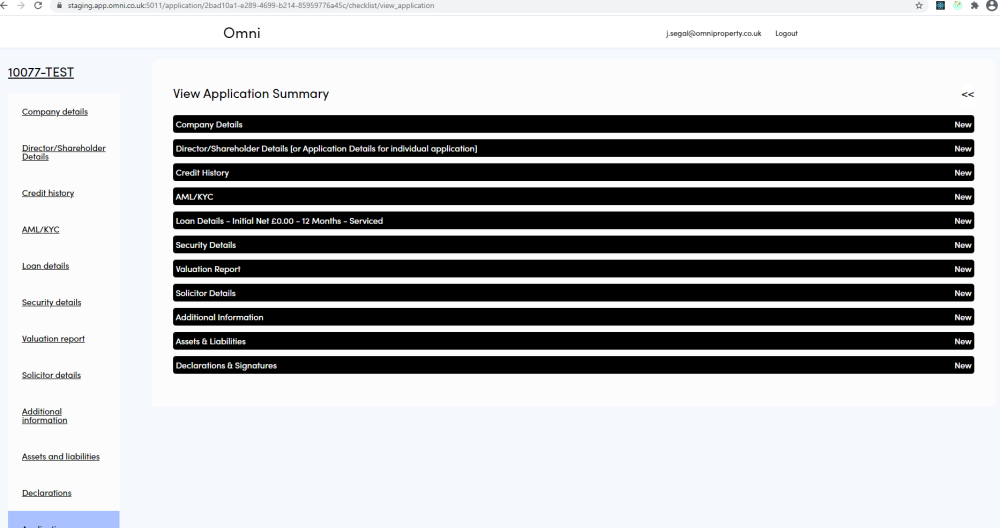 staging.app.omni.co.uk:5011/application/2bad10a1-e289-4699-b214-85959776a45c/checklist/view_application
Omni
j.segal@omniproperty.co.uk Logout
10077-TEST
Company details
Director/Shareholder
Details
Credit history
AML/KYC
Loan details
Security details
Valuation report
Solicitor details
Additional
information
Assets and liabilities
Declarations
View Application Summary <<
Company Details New
Director/Shareholder Details [or Application Details for individual application] New
Credit History New
AML/KYC New
Loan Details - Initial Net £0.00 - 12 Months - Serviced New
Security Details New
Valuation Report New
Solicitor Details New
Additional Information New
Assets & Liabilities New
Declarations & Signatures New